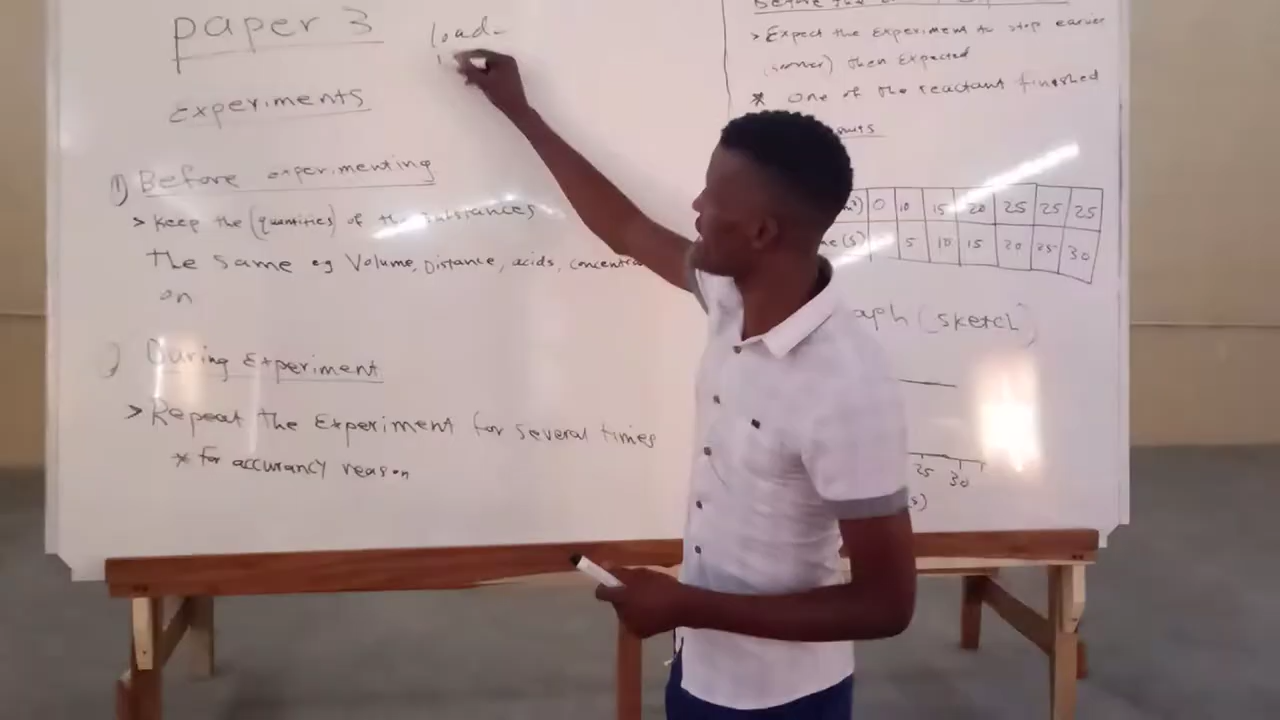 paper 3
load-
experiments
1) Before experimenting
> Keep the (quantities) of the substances
the same eg Volume, Distance, acids, concentra
on
) During Experiment
> Repeat the Experiment for several times
* for accurancy reason
> Expect the Experiment to stop earlier
then Expected
* One of the reactant finished
0 10 15 20 25 25 25
(s) 5 10 15 20 25 30
(sketch)
25 30